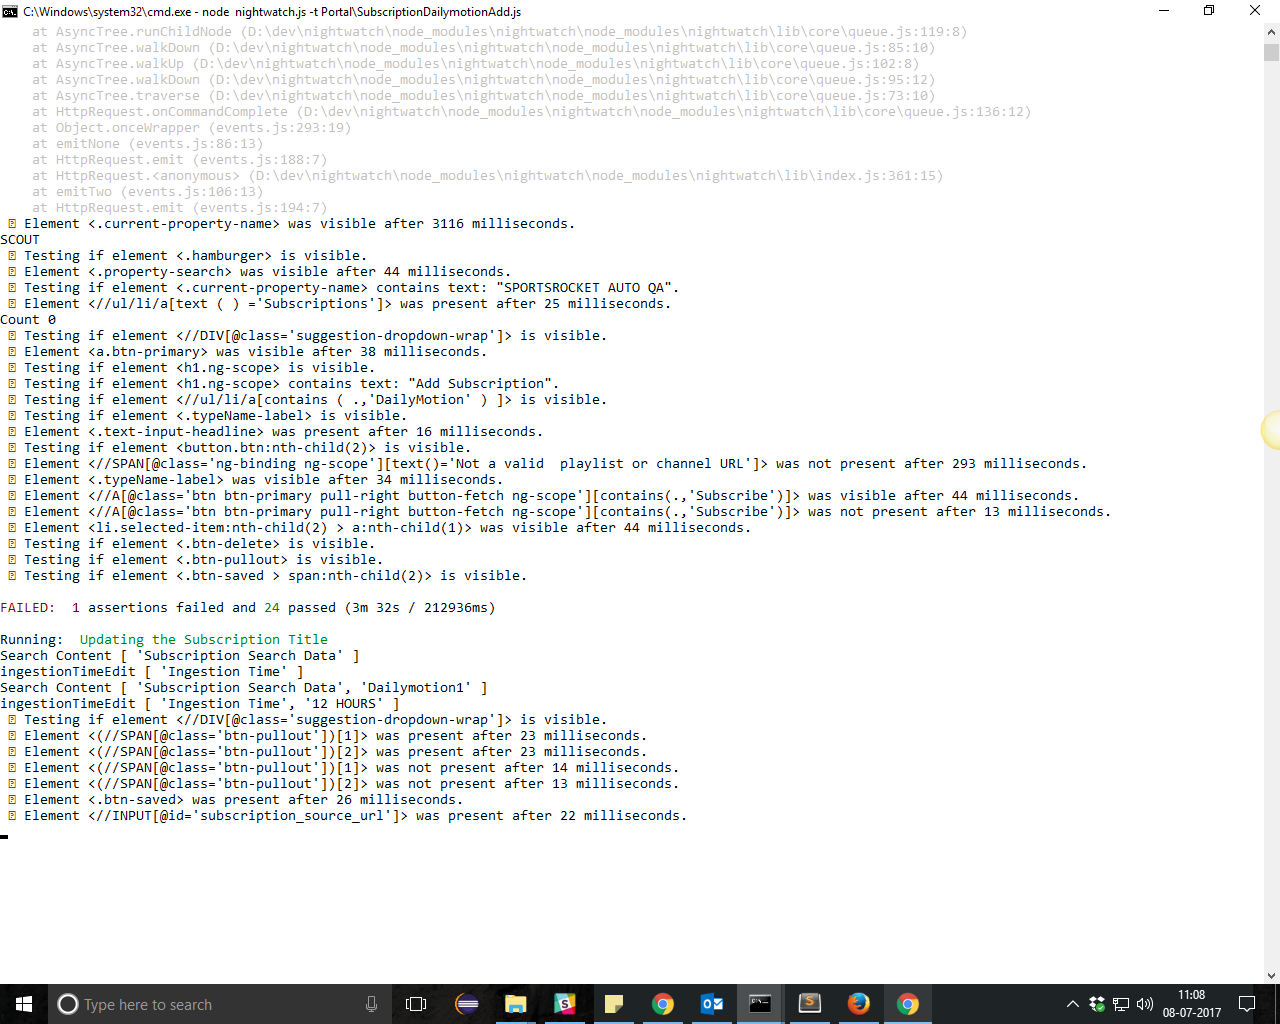 C:\Windows\system32\cmd.exe - node  nightwatch.js -t Portal\SubscriptionDailymotionAdd.js
at AsyncTree.runChildNode (D:\dev\nightwatch\node_modules\nightwatch\node_modules\nightwatch\lib\core\queue.js:119:8)
at AsyncTree.walkDown (D:\dev\nightwatch\node_modules\nightwatch\node_modules\nightwatch\lib\core\queue.js:85:10)
at AsyncTree.walkUp (D:\dev\nightwatch\node_modules\nightwatch\node_modules\nightwatch\lib\core\queue.js:102:8)
at AsyncTree.walkDown (D:\dev\nightwatch\node_modules\nightwatch\node_modules\nightwatch\lib\core\queue.js:95:12)
at AsyncTree.traverse (D:\dev\nightwatch\node_modules\nightwatch\node_modules\nightwatch\lib\core\queue.js:73:10)
at HttpRequest.onCommandComplete (D:\dev\nightwatch\node_modules\nightwatch\node_modules\nightwatch\lib\core\queue.js:136:12)
at Object.onceWrapper (events.js:293:19)
at emitNone (events.js:86:13)
at HttpRequest.emit (events.js:188:7)
at HttpRequest.<anonymous> (D:\dev\nightwatch\node_modules\nightwatch\node_modules\nightwatch\lib\index.js:361:15)
at emitTwo (events.js:106:13)
at HttpRequest.emit (events.js:194:7)
Element <.current-property-name> was visible after 3116 milliseconds.
SCOUT
Testing if element <.hamburger> is visible.
Element <.property-search> was visible after 44 milliseconds.
Testing if element <.current-property-name> contains text: "SPORTSROCKET AUTO QA".
Element <//ul/li/a[text ( ) ='Subscriptions']> was present after 25 milliseconds.
Count 0
Testing if element <//DIV[@class='suggestion-dropdown-wrap']> is visible.
Element <a.btn-primary> was visible after 38 milliseconds.
Testing if element <h1.ng-scope> is visible.
Testing if element <h1.ng-scope> contains text: "Add Subscription".
Testing if element <//ul/li/a[contains ( .,'DailyMotion' ) ]> is visible.
Testing if element <.typeName-label> is visible.
Element <.text-input-headline> was present after 16 milliseconds.
Testing if element <button.btn:nth-child(2)> is visible.
Element <//SPAN[@class='ng-binding ng-scope'][text()='Not a valid  playlist or channel URL']> was not present after 293 milliseconds.
Element <.typeName-label> was visible after 34 milliseconds.
Element <//A[@class='btn btn-primary pull-right button-fetch ng-scope'][contains(.,'Subscribe')]> was visible after 44 milliseconds.
Element <//A[@class='btn btn-primary pull-right button-fetch ng-scope'][contains(.,'Subscribe')]> was not present after 13 milliseconds.
Element <li.selected-item:nth-child(2) > a:nth-child(1)> was visible after 44 milliseconds.
Testing if element <.btn-delete> is visible.
Testing if element <.btn-pullout> is visible.
Testing if element <.btn-saved > span:nth-child(2)> is visible.
FAILED:  1 assertions failed and 24 passed (3m 32s / 212936ms)
Running:  Updating the Subscription Title
Search Content [ 'Subscription Search Data' ]
ingestionTimeEdit [ 'Ingestion Time' ]
Search Content [ 'Subscription Search Data', 'Dailymotion1' ]
ingestionTimeEdit [ 'Ingestion Time', '12 HOURS' ]
Testing if element <//DIV[@class='suggestion-dropdown-wrap']> is visible.
Element <(//SPAN[@class='btn-pullout'])[1]> was present after 23 milliseconds.
Element <(//SPAN[@class='btn-pullout'])[2]> was present after 23 milliseconds.
Element <(//SPAN[@class='btn-pullout'])[1]> was not present after 14 milliseconds.
Element <(//SPAN[@class='btn-pullout'])[2]> was not present after 13 milliseconds.
Element <.btn-saved> was present after 26 milliseconds.
Element <//INPUT[@id='subscription_source_url']> was present after 22 milliseconds.
Type here to search
11:08
08-07-2017